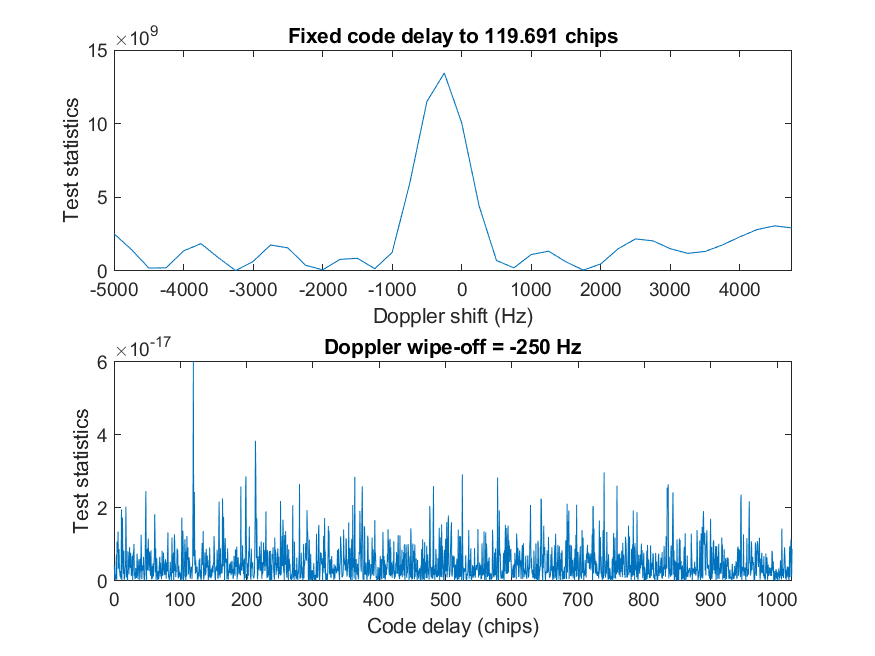 ×10^9
Fixed code delay to 119.691 chips
15
10
5
0
Test statistics
-5000 -4000 -3000 -2000 -1000 0 1000 2000 3000 4000
Doppler shift (Hz)
×10^-17
Doppler wipe-off = -250 Hz
6
4
2
0
Test statistics
0 100 200 300 400 500 600 700 800 900 1000
Code delay (chips)